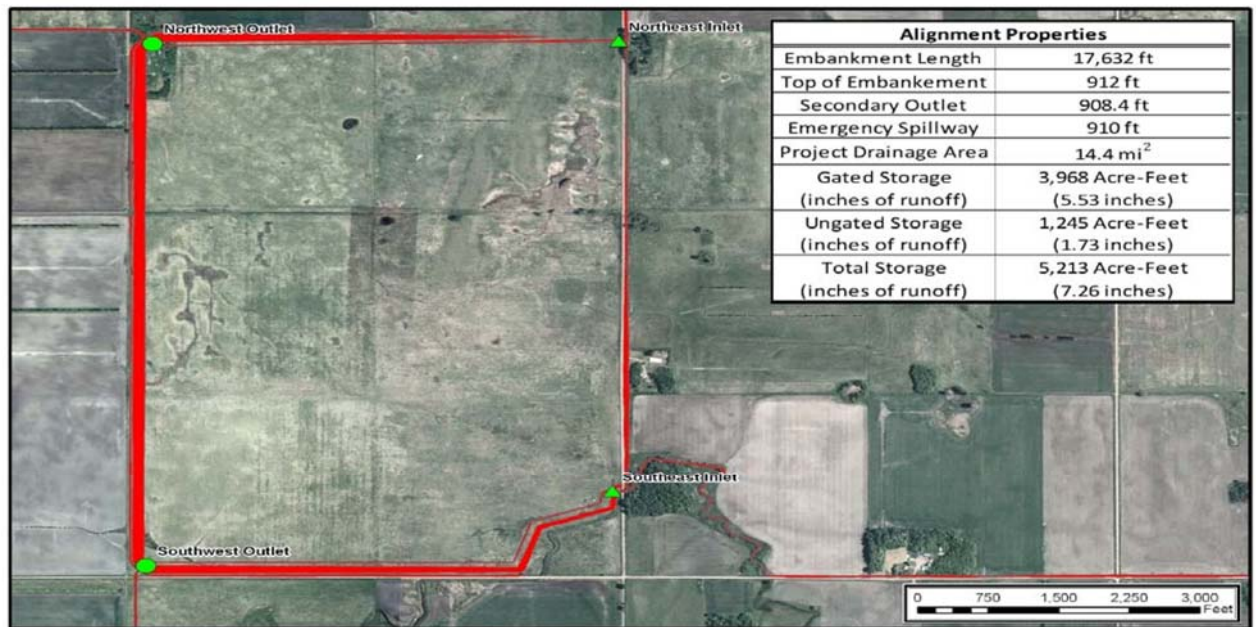 Northwest Outlet
Northeast Inlet
Alignment Properties
Embankment Length 17,632 ft
Top of Embankement 912 ft
Secondary Outlet 908.4 ft
Emergency Spillway 910 ft
Project Drainage Area 14.4 mi²
Gated Storage 3,968 Acre-Feet
(inches of runoff) (5.53 inches)
Ungated Storage 1,245 Acre-Feet
(inches of runoff) (1.73 inches)
Total Storage 5,213 Acre-Feet
(inches of runoff) (7.26 inches)
Southeast Inlet
Southwest Outlet
0 750 1,500 2,250 3,000
Feet